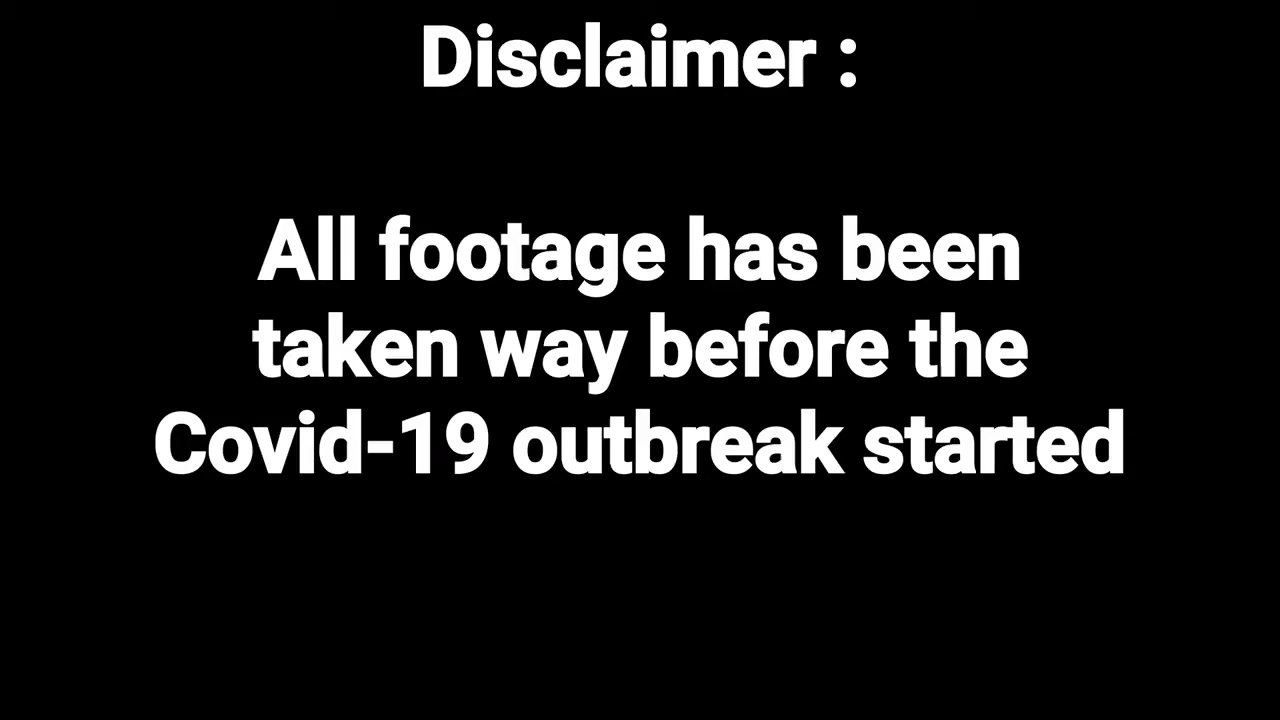 Disclaimer :
All footage has been
taken way before the
Covid-19 outbreak started